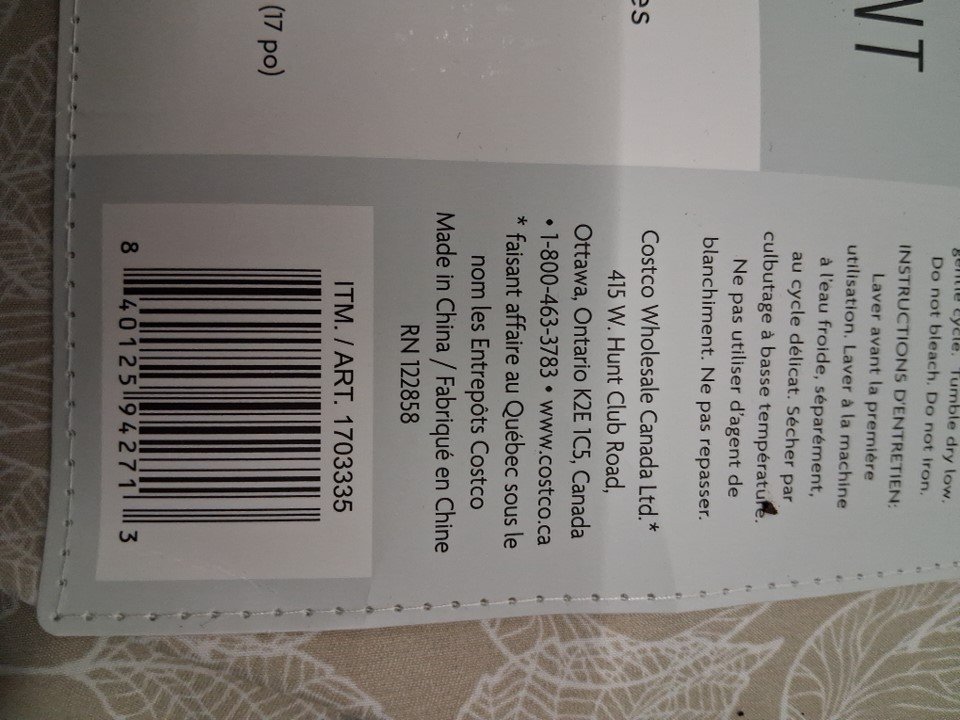 NT
es
(17 po)
gentle cycle. Tumble dry low.
Do not bleach. Do not iron.
INSTRUCTIONS D'ENTRETIEN:
Laver avant la première
utilisation. Laver à la machine
à l'eau froide, séparément,
au cycle délicat. Sécher par
culbutage à basse température.
Ne pas utiliser d'agent de
blanchiment. Ne pas repasser.
Costco Wholesale Canada Ltd.*
415 W. Hunt Club Road,
Ottawa, Ontario K2E 1C5, Canada
• 1-800-463-3783 • www.costco.ca
* faisant affaire au Québec sous le
nom les Entrepôts Costco
Made in China / Fabriqué en Chine
RN 122858
ITM. / ART. 1703335
8 40125 94271 3